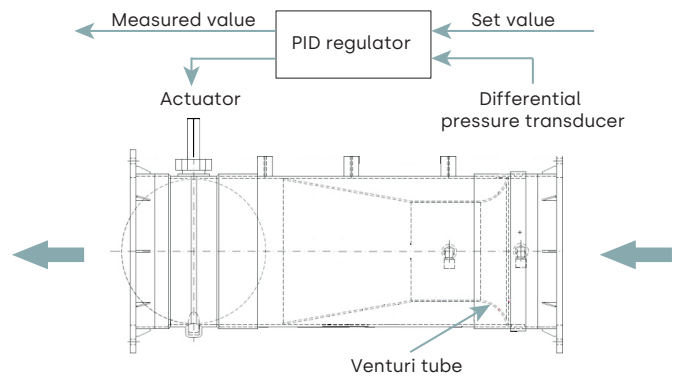 Measured value
Set value
PID regulator
Actuator
Differential
pressure transducer
Venturi tube